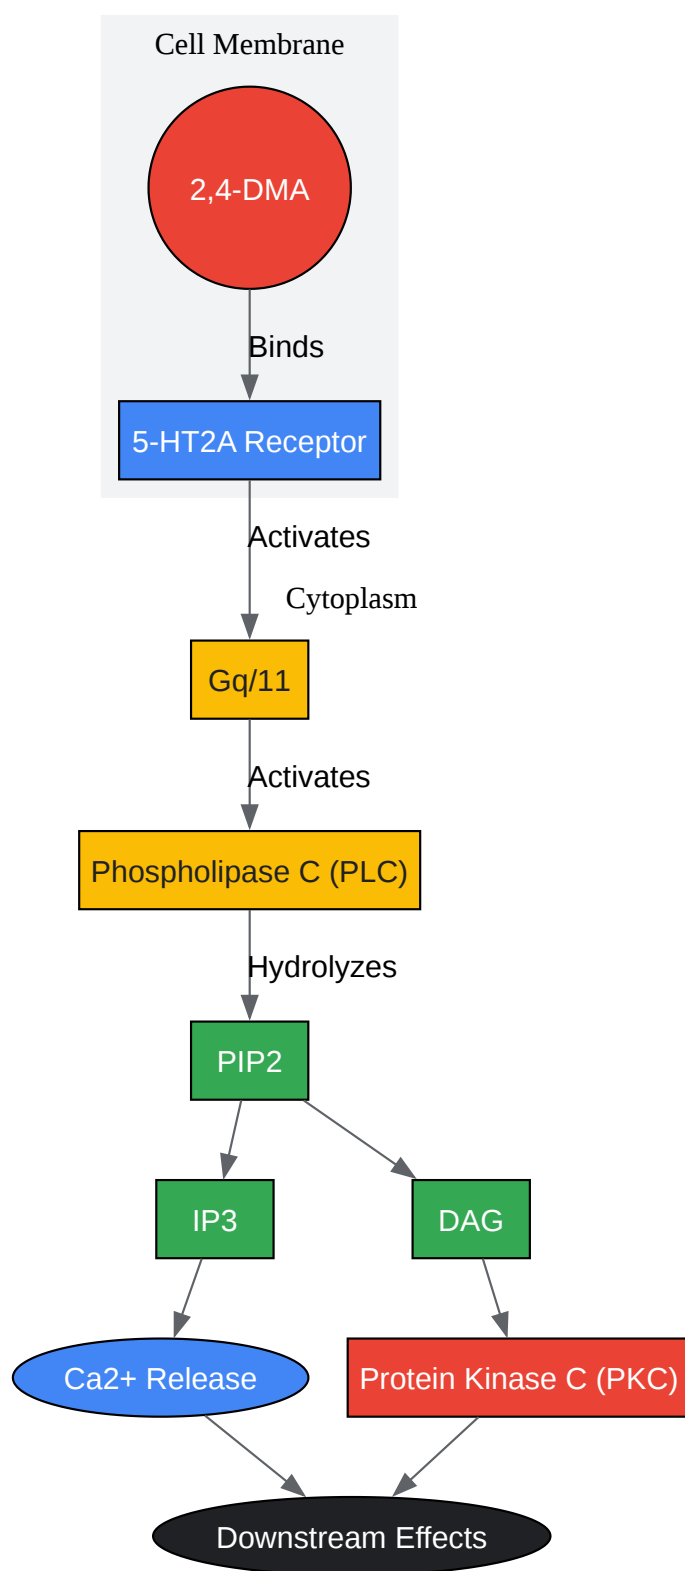 Cell Membrane
2,4-DMA
Binds
5-HT2A Receptor
Activates
Cytoplasm
Gq/11
Activates
Phospholipase C (PLC)
Hydrolyzes
PIP2
IP3
DAG
Ca2+ Release
Protein Kinase C (PKC)
Downstream Effects